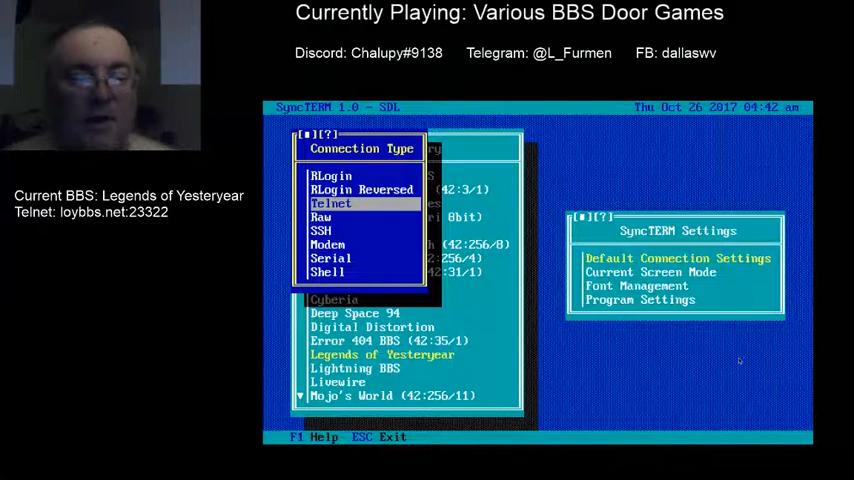 Currently Playing: Various BBS Door Games
Discord: Chalupy#9138 Telegram: @L_Furmen FB: dallaswv
SyncTERM 1.0 - SDL Thu Oct 26 2017 04:42 am
[■][?]
Connection Type
RLogin
RLogin Reversed
Telnet
Raw
SSH
Modem
Serial
Shell
ry
S
(42:3/1)
es
ri 8bit)
h (42:256/8)
:256/4)
:31/1)
Cyberia
Deep Space 94
Digital Distortion
Error 404 BBS (42:35/1)
Legends of Yesteryear
Lightning BBS
Livewire
Mojo's World (42:256/11)
[■][?]
SyncTERM Settings
Default Connection Settings
Current Screen Mode
Font Management
Program Settings
Current BBS: Legends of Yesteryear
Telnet: loybbs.net:23322
F1 Help ESC Exit